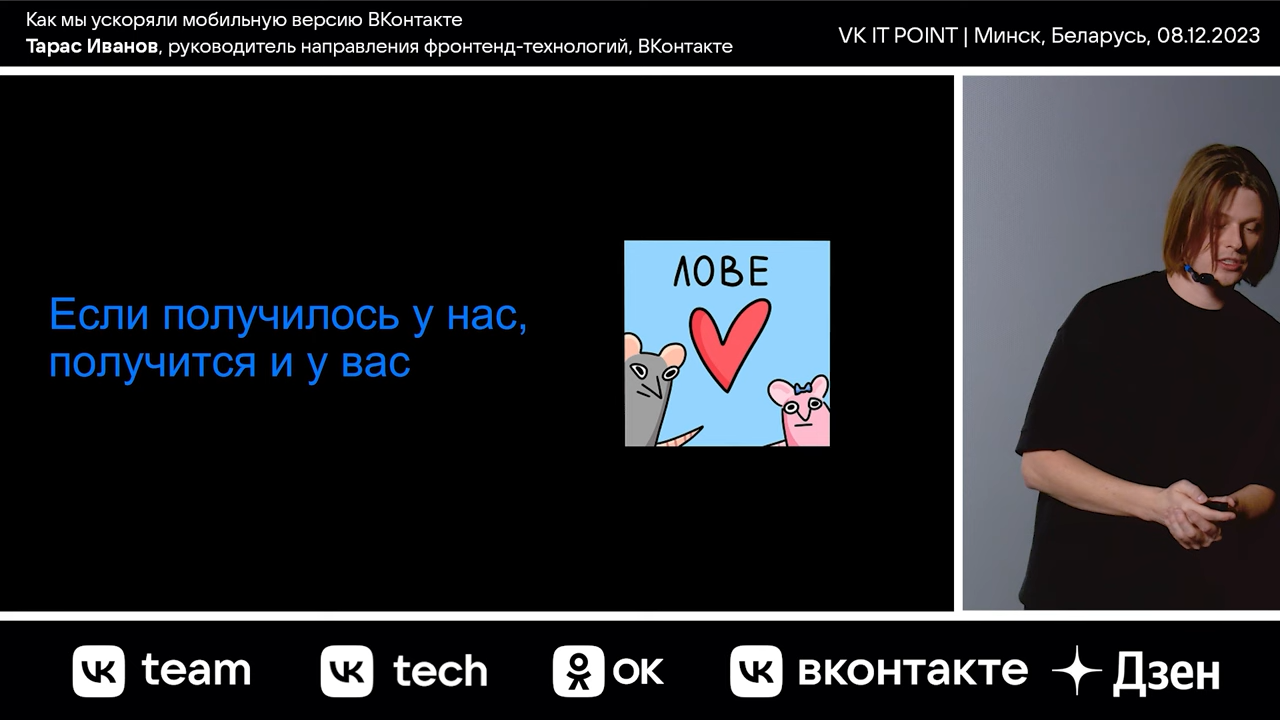 Как мы ускоряли мобильную версию ВКонтакте
Тарас Иванов, руководитель направления фронтенд-технологий, ВКонтакте
VK IT POINT | Минск, Беларусь, 08.12.2023
Если получилось у нас,
получится и у вас
ЛОВЕ
team
tech
ок
вконтакте
Дзен